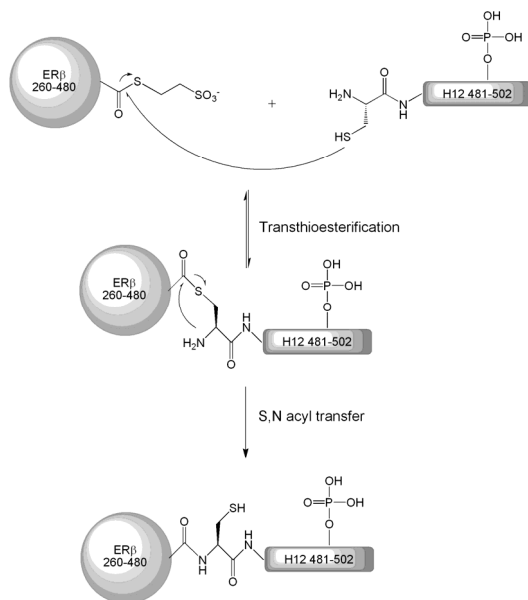 ERβ
260-480
S
O
SO3-
+
H2N
HS
O
N
H
O
P
OH
O
OH
H12 481-502
Transthioesterification
ERβ
260-480
O
S
H2N
H
N
O
O
P
OH
O
OH
H12 481-502
S,N acyl transfer
ERβ
260-480
O
N
H
SH
O
H
N
O
P
OH
O
OH
H12 481-502